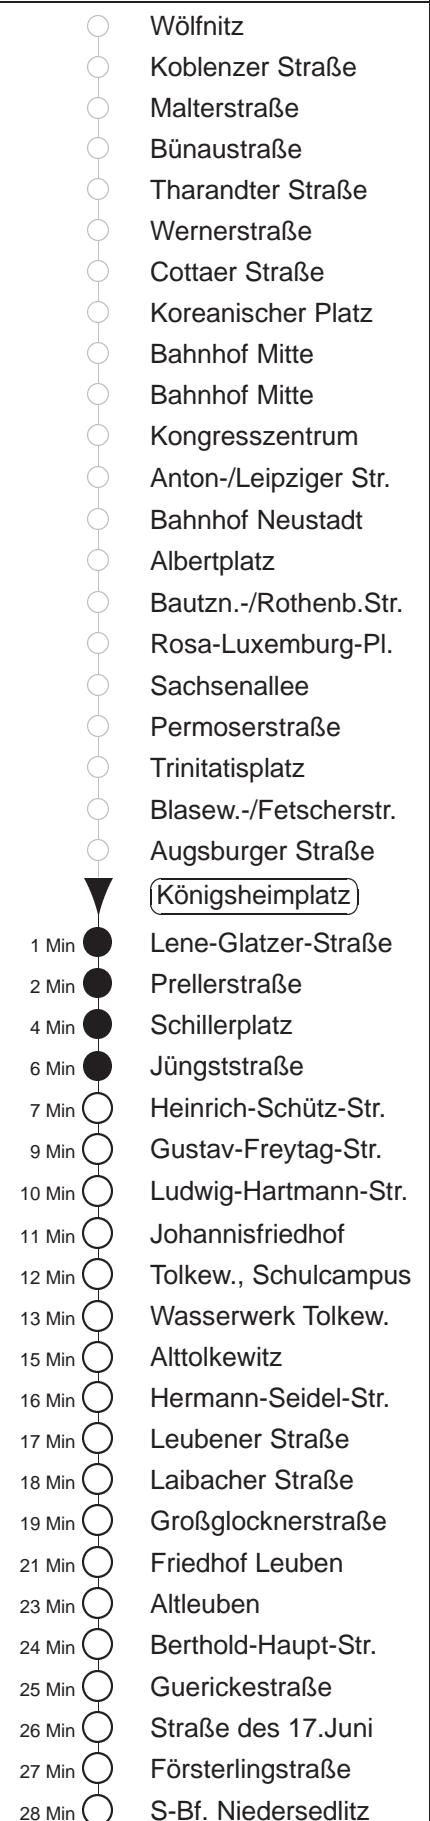 Wölfnitz
Koblenzer Straße
Malterstraße
Bünaustraße
Tharandter Straße
Wernerstraße
Cottaer Straße
Koreanischer Platz
Bahnhof Mitte
Bahnhof Mitte
Kongresszentrum
Anton-/Leipziger Str.
Bahnhof Neustadt
Albertplatz
Bautzn.-/Rothenb.Str.
Rosa-Luxemburg-Pl.
Sachsenallee
Permoserstraße
Trinitatisplatz
Blasew.-/Fetscherstr.
Augsburger Straße
Königsheimplatz
1 Min Lene-Glatzer-Straße
2 Min Prellerstraße
4 Min Schillerplatz
6 Min Jüngststraße
7 Min Heinrich-Schütz-Str.
9 Min Gustav-Freytag-Str.
10 Min Ludwig-Hartmann-Str.
11 Min Johannisfriedhof
12 Min Tolkew., Schulcampus
13 Min Wasserwerk Tolkew.
15 Min Alttolkewitz
16 Min Hermann-Seidel-Str.
17 Min Leubener Straße
18 Min Laibacher Straße
19 Min Großglocknerstraße
21 Min Friedhof Leuben
23 Min Altleuben
24 Min Berthold-Haupt-Str.
25 Min Guerickestraße
26 Min Straße des 17.Juni
27 Min Försterlingstraße
28 Min S-Bf. Niedersedlitz